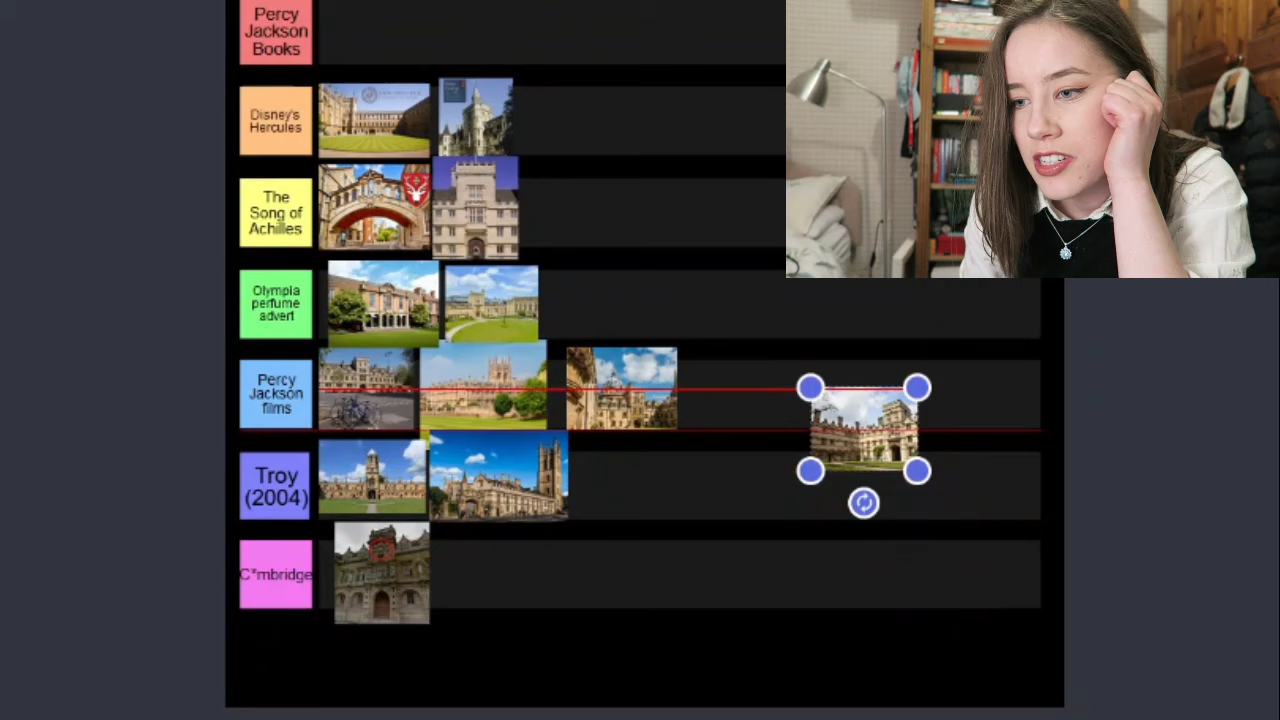 Percy
Jackson
Books
Disney's
Hercules
The
Song of
Achilles
Olympia
perfume
advert
Percy
Jackson
films
Troy
(2004)
C*mbridge